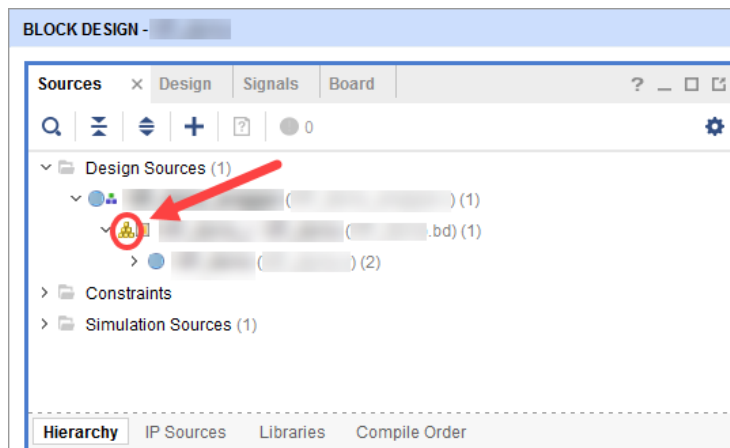 BLOCK DESIGN -
Sources × Design Signals Board ? _
? 0
Design Sources (1)
( ) (1)
( .bd) (1)
( ) (2)
Constraints
Simulation Sources (1)
Hierarchy IP Sources Libraries Compile Order